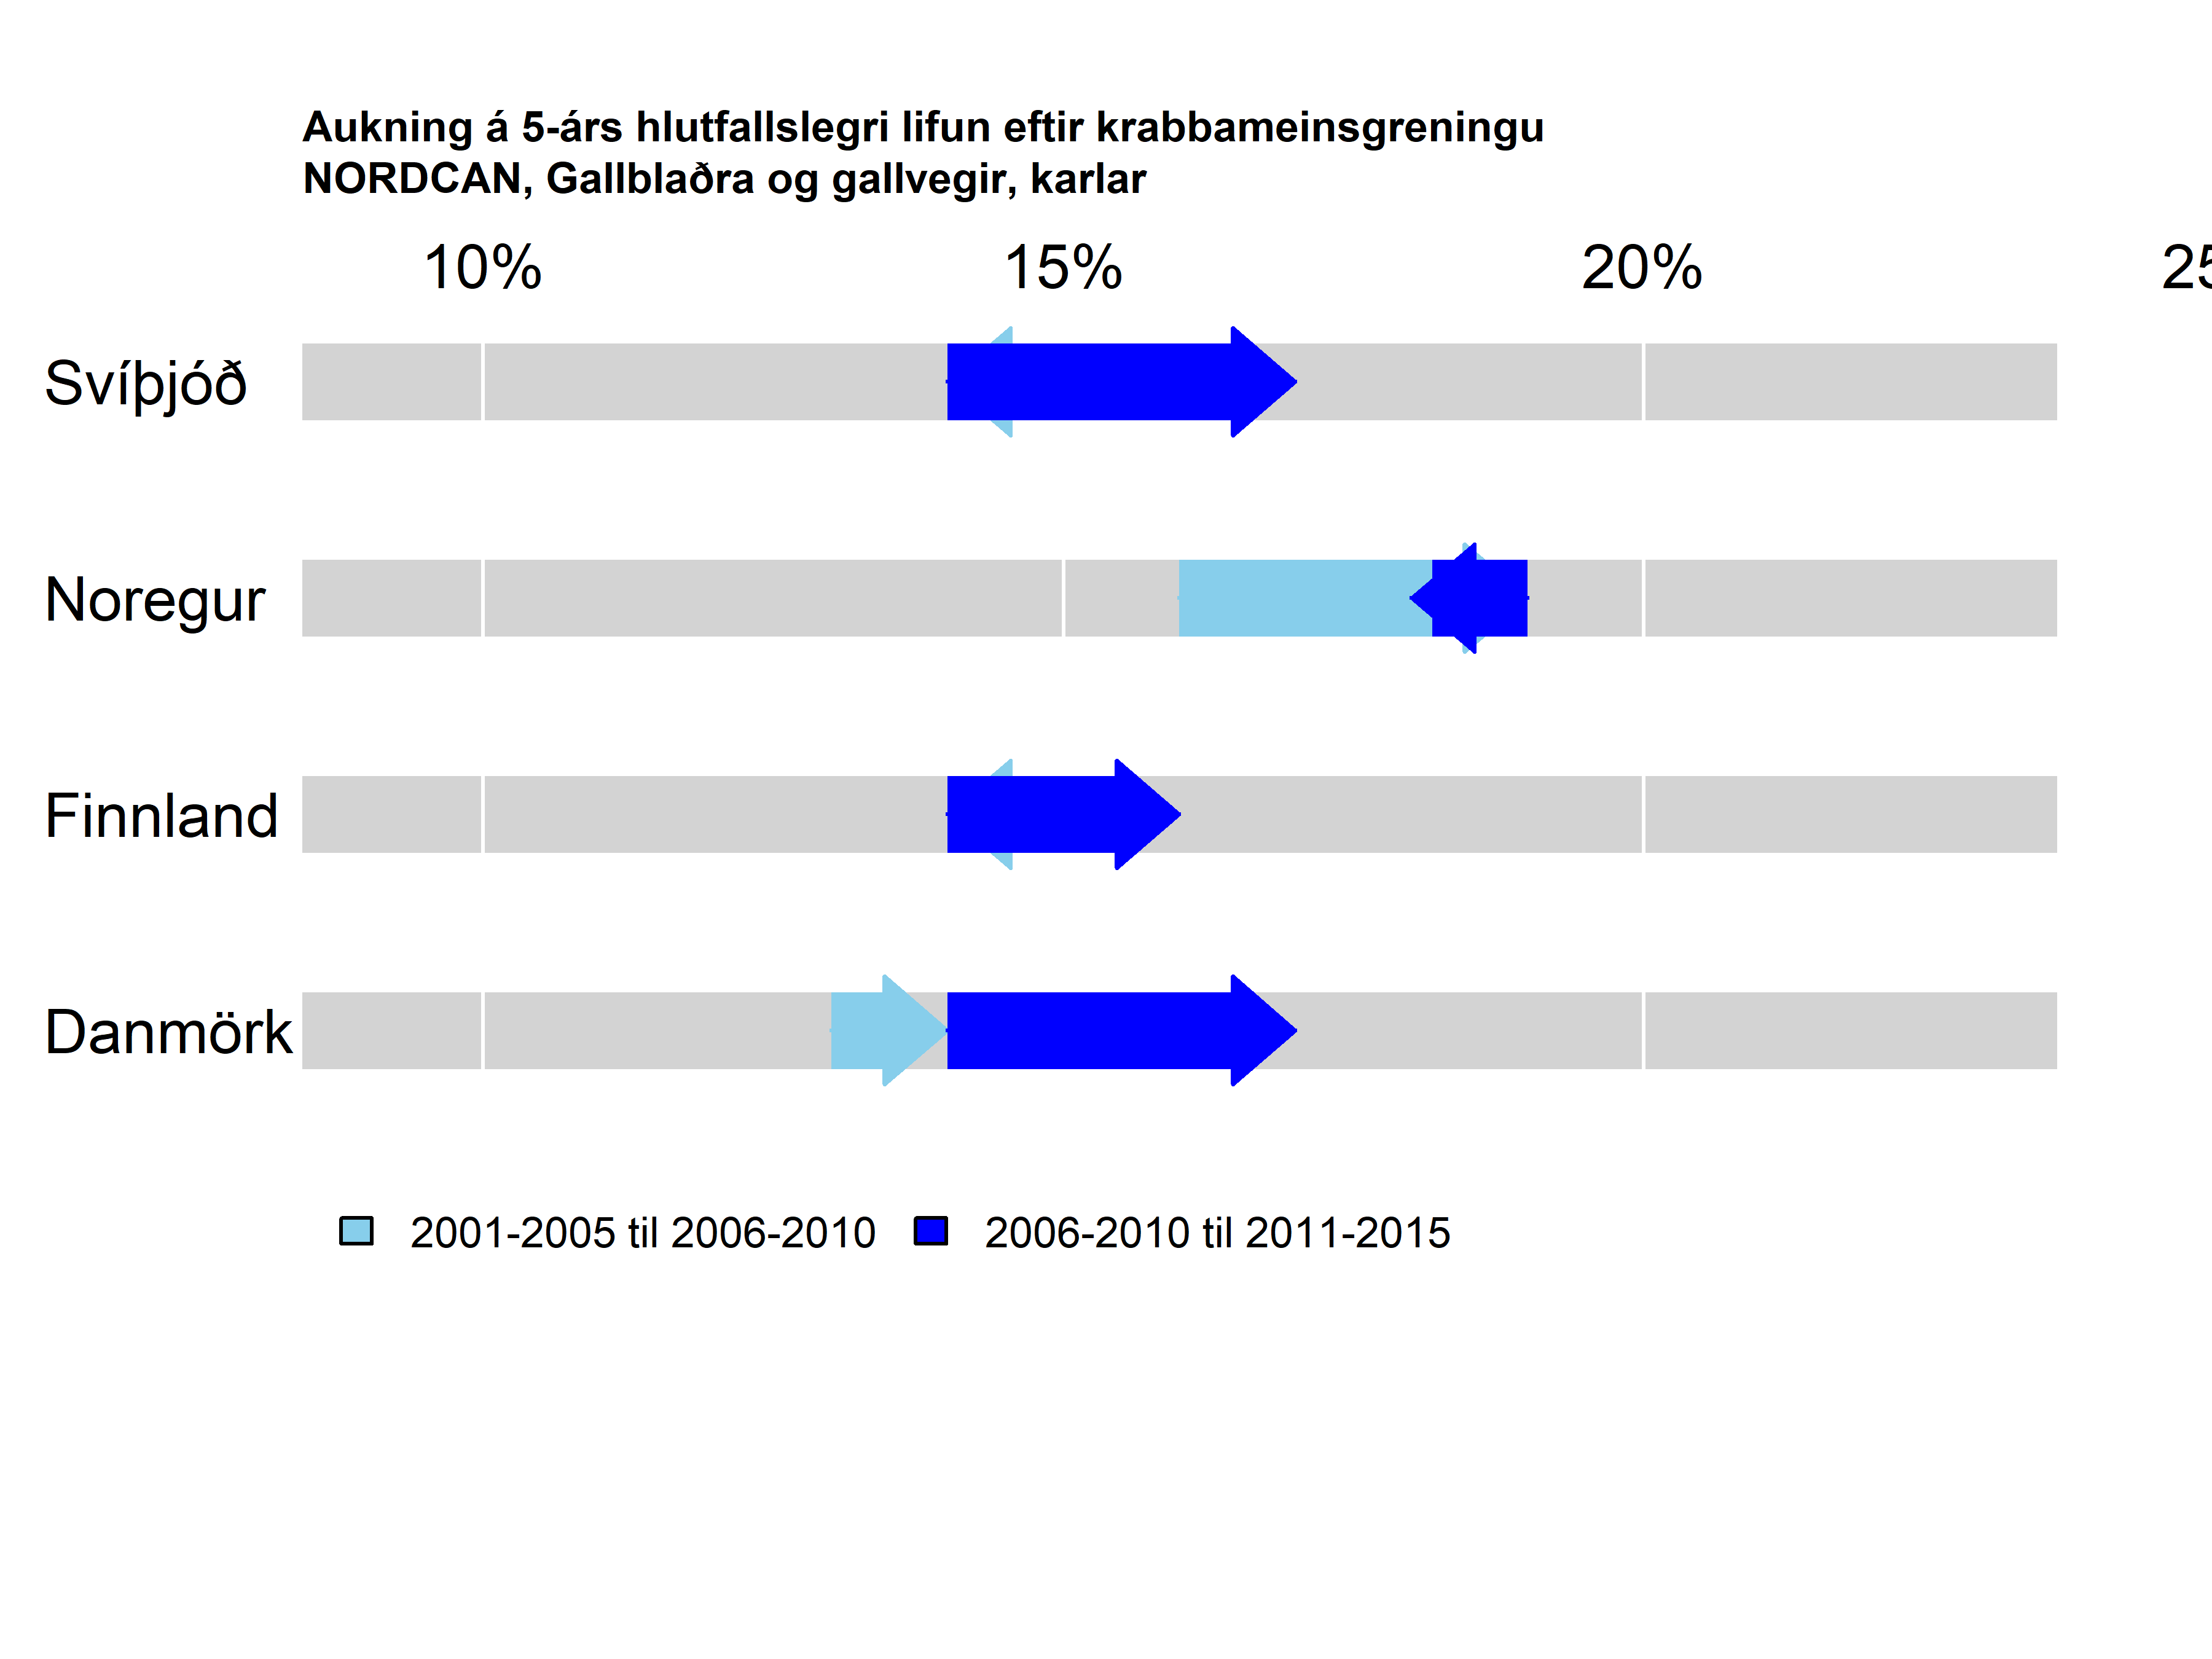 Aukning á 5-árs hlutfallslegri lifun eftir krabbameinsgreningu
NORDCAN, Gallblaðra og gallvegir, karlar
10% 15% 20% 25
Svíþjóð
Noregur
Finnland
Danmörk
2001-2005 til 2006-2010 2006-2010 til 2011-2015